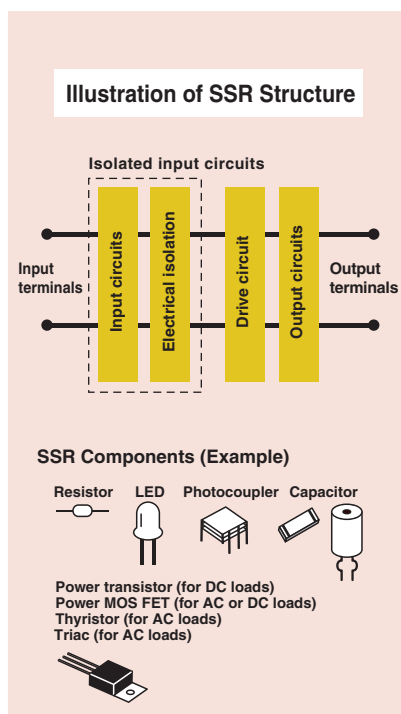 Illustration of SSR Structure
Isolated input circuits
Input
terminals
Input circuits
Electrical isolation
Drive circuit
Output circuits
Output
terminals
SSR Components (Example)
Resistor LED Photocoupler Capacitor
Power transistor (for DC loads)
Power MOS FET (for AC or DC loads)
Thyristor (for AC loads)
Triac (for AC loads)